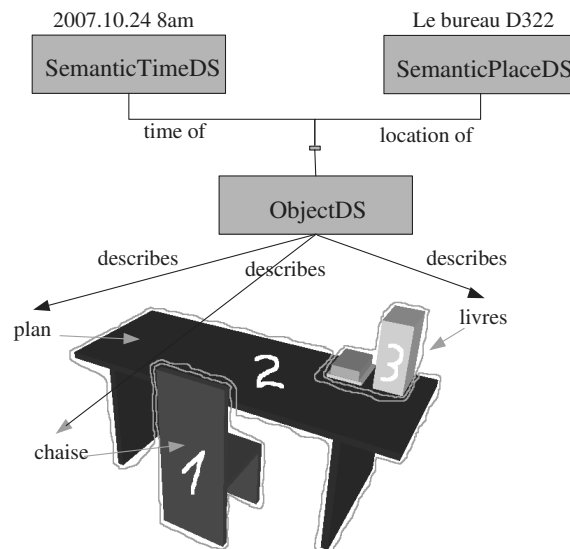 2007.10.24 8am
Le bureau D322
SemanticTimeDS
SemanticPlaceDS
time of
location of
ObjectDS
describes
describes
describes
plan
livres
3
2
chaise
1